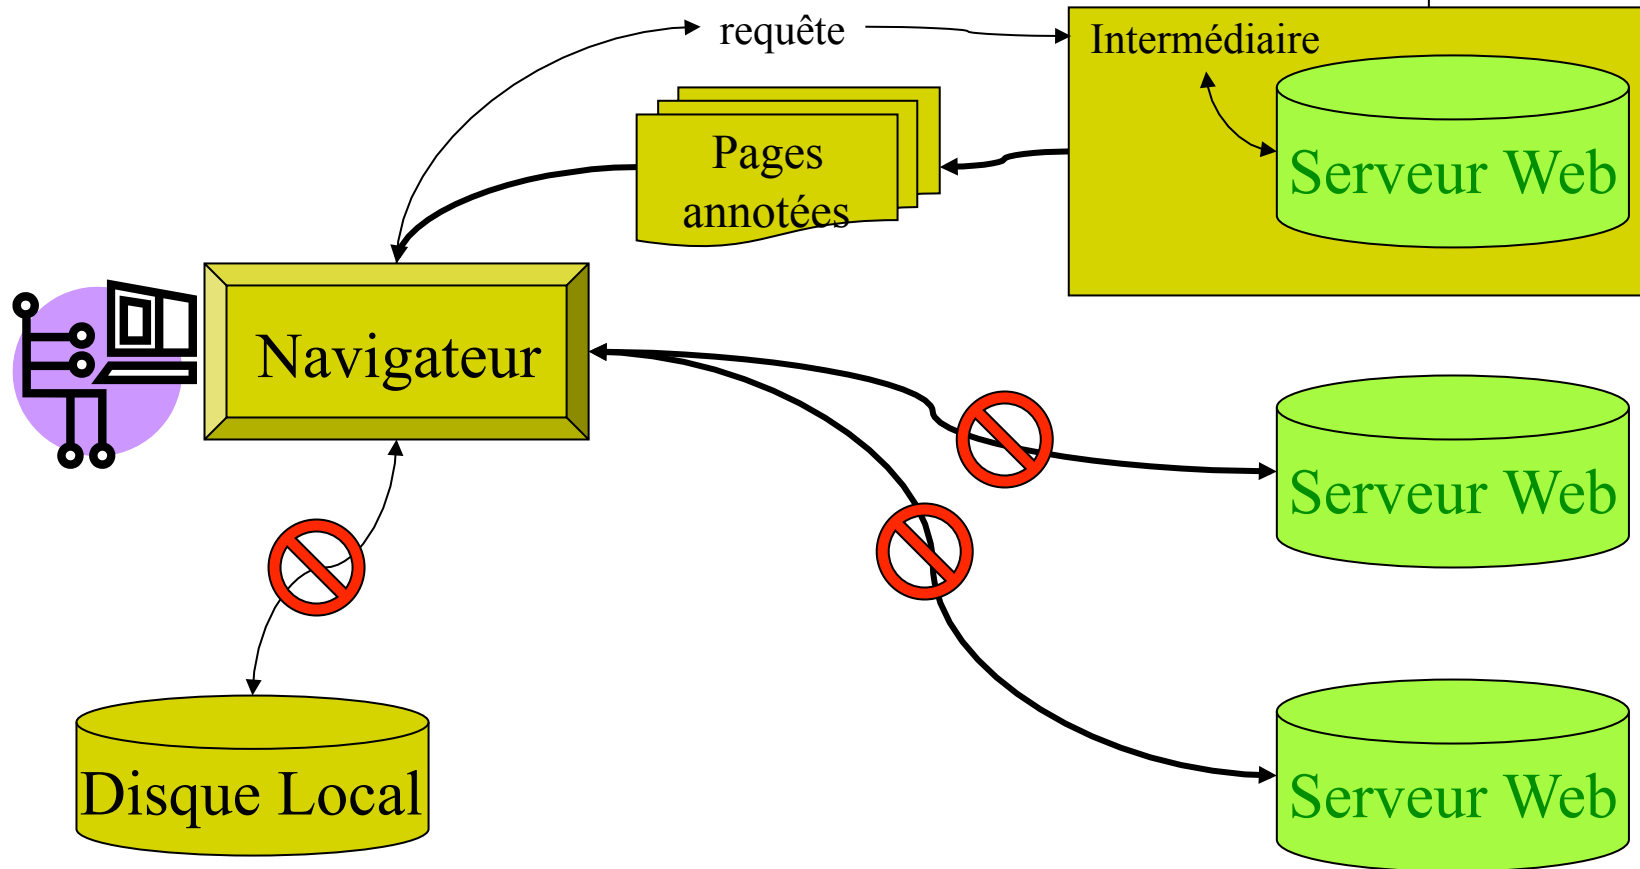 requête
Intermédiaire
Pages
annotées
Serveur Web
Navigateur
Serveur Web
Disque Local
Serveur Web